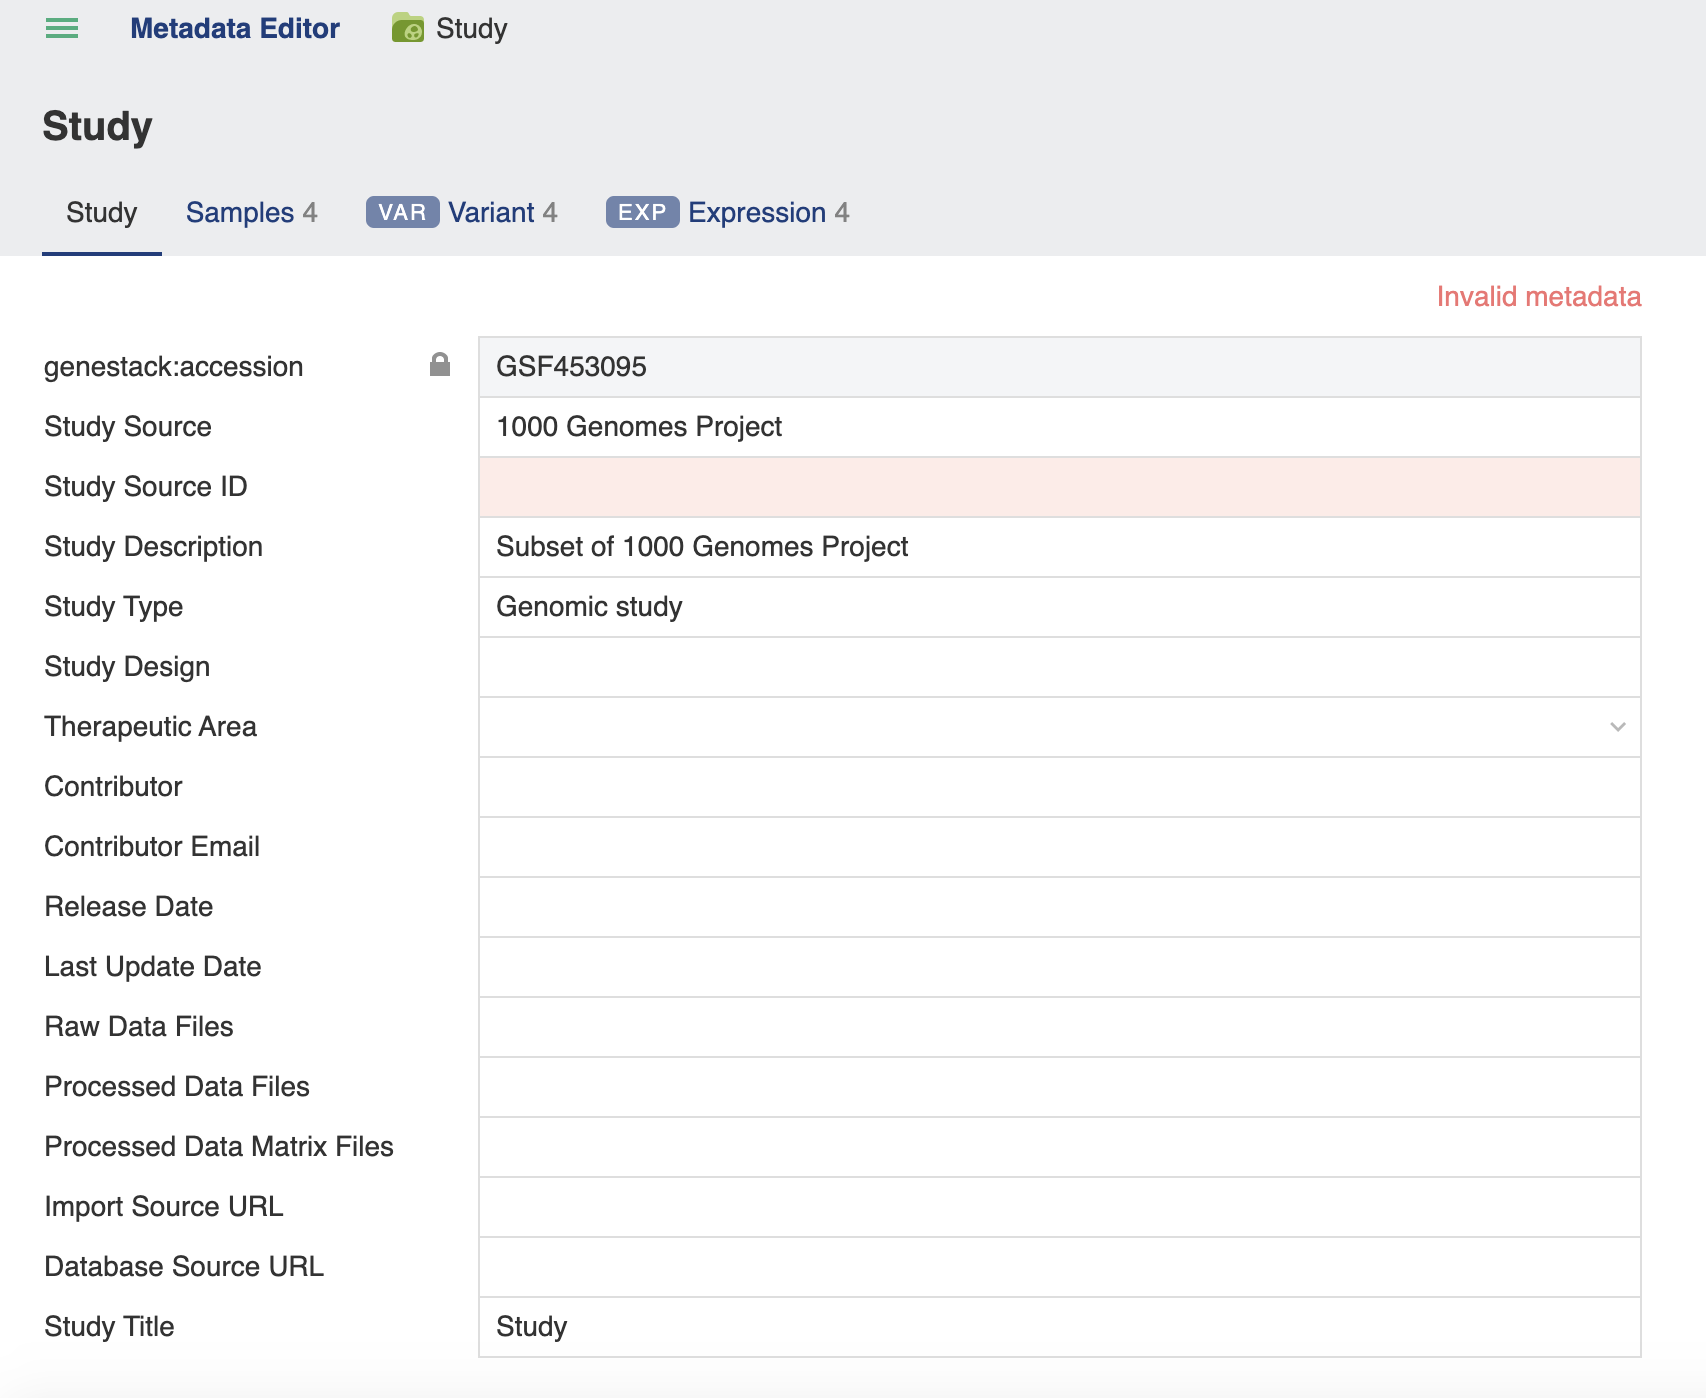 Metadata Editor Study
Study
Study Samples 4 VAR Variant 4 EXP Expression 4
Invalid metadata
genestack:accession GSF453095
Study Source 1000 Genomes Project
Study Source ID
Study Description Subset of 1000 Genomes Project
Study Type Genomic study
Study Design
Therapeutic Area
Contributor
Contributor Email
Release Date
Last Update Date
Raw Data Files
Processed Data Files
Processed Data Matrix Files
Import Source URL
Database Source URL
Study Title Study